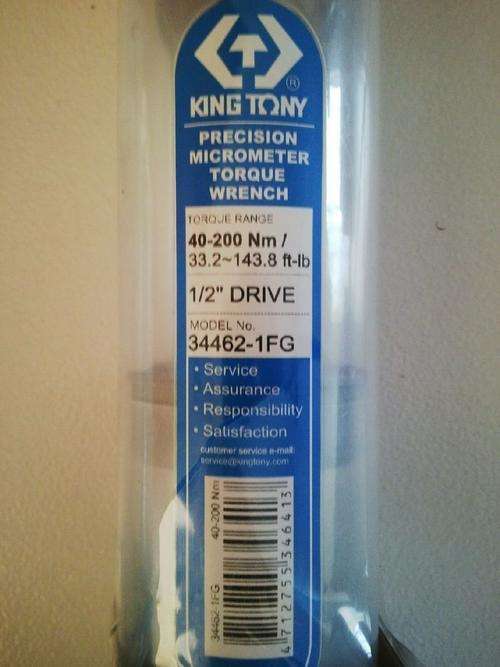 ®
KING TONY
PRECISION
MICROMETER
TORQUE
WRENCH
TORQUE RANGE
40-200 Nm /
33.2~143.8 ft-lb
1/2" DRIVE
MODEL No.
34462-1FG
• Service
• Assurance
• Responsibility
• Satisfaction
customer service e-mail:
service@kingtony.com
34462-1FG 40-200 Nm
4712755346413